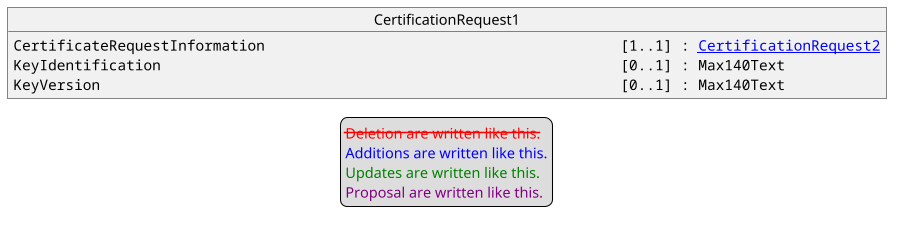 CertificationRequest1
CertificateRequestInformation [1..1] : CertificationRequest2
KeyIdentification [0..1] : Max140Text
KeyVersion [0..1] : Max140Text
Deletion are written like this.
Additions are written like this.
Updates are written like this.
Proposal are written like this.